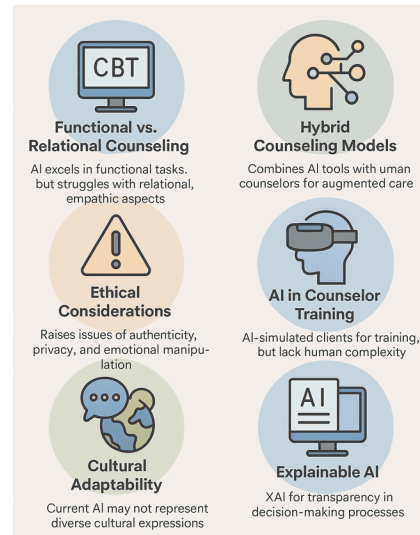 CBT
Functional vs.
Relational Counseling
AI excels in functional tasks.
but struggles with relational,
empathic aspects
Hybrid
Counseling Models
Combines AI tools with uman
counselors for augmented care
Ethical
Considerations
Raises issues of authenticity,
privacy, and emotional manipu-
lation
AI in Counselor
Training
AI-simulated clients for training,
but lack human complexity
Cultural
Adaptability
Current AI may not represent
diverse cultural expressions
AI
Explainable AI
XAI for transparency in
decision-making processes